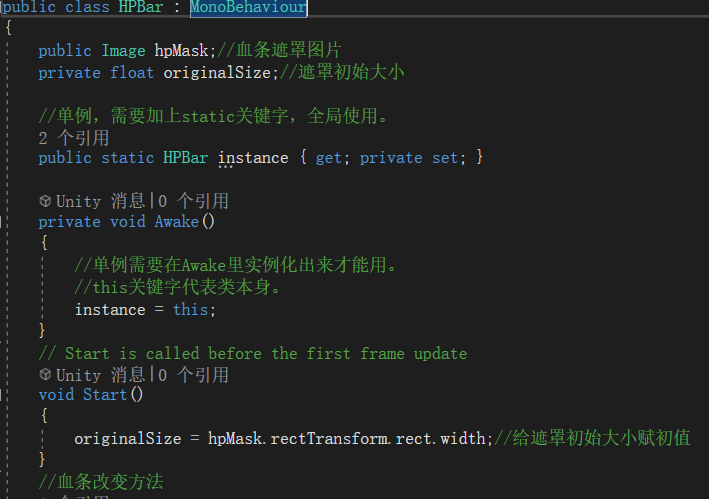 public class HPBar : MonoBehaviour
{
public Image hpMask;//血条遮罩图片
private float originalSize;//遮罩初始大小
//单例，需要加上static关键字，全局使用。
2 个引用
public static HPBar instance { get; private set; }
Unity 消息|0 个引用
private void Awake()
{
//单例需要在Awake里实例化出来才能用。
//this关键字代表类本身。
instance = this;
}
// Start is called before the first frame update
Unity 消息|0 个引用
void Start()
{
originalSize = hpMask.rectTransform.rect.width;//给遮罩初始大小赋初值
}
//血条改变方法